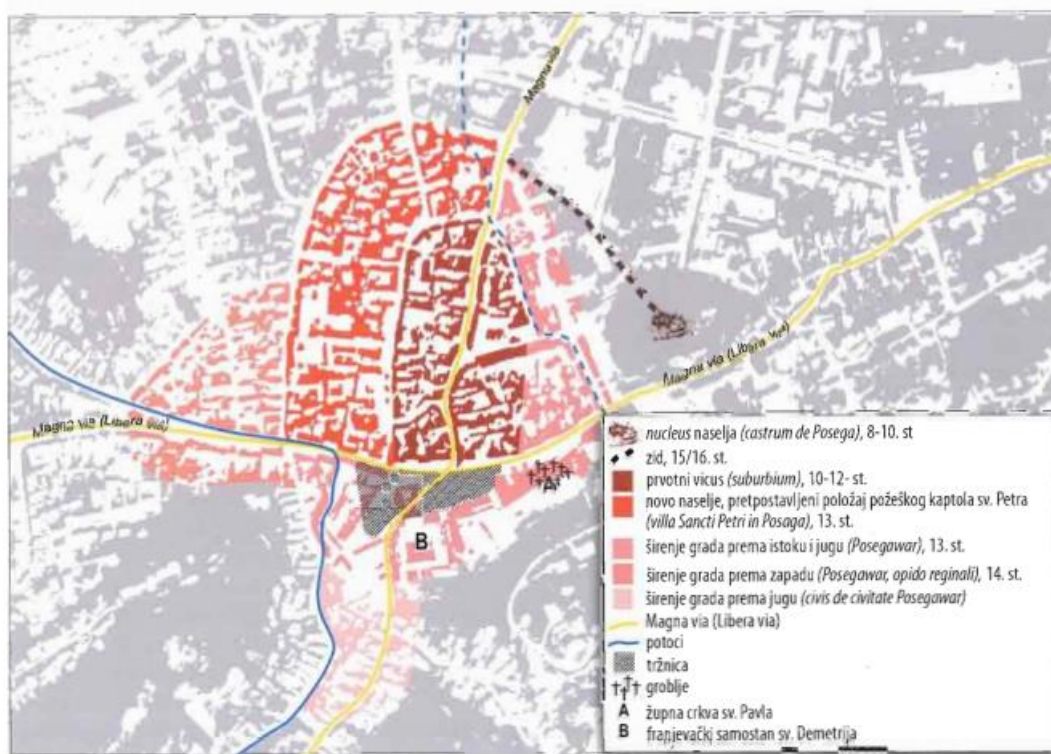 Magna via
Magna via (Libera via)
Magna via (Libera via)
A
B
nucleus naselja (castrum de Posega), 8-10. st
zid, 15/16. st.
prvotni vicus (suburbium), 10-12- st.
novo naselje, pretpostavljeni položaj požeškog kaptola sv. Petra
(villa Sancti Petri in Posaga), 13. st.
širenje grada prema istoku i jugu (Posegawar), 13. st.
širenje grada prema zapadu (Posegawar, opido reginali), 14. st.
širenje grada prema jugu (civis de civitate Posegawar)
Magna via (Libera via)
potoci
tržnica
groblje
A župna crkva sv. Pavla
B franjevački samostan sv. Demetrija